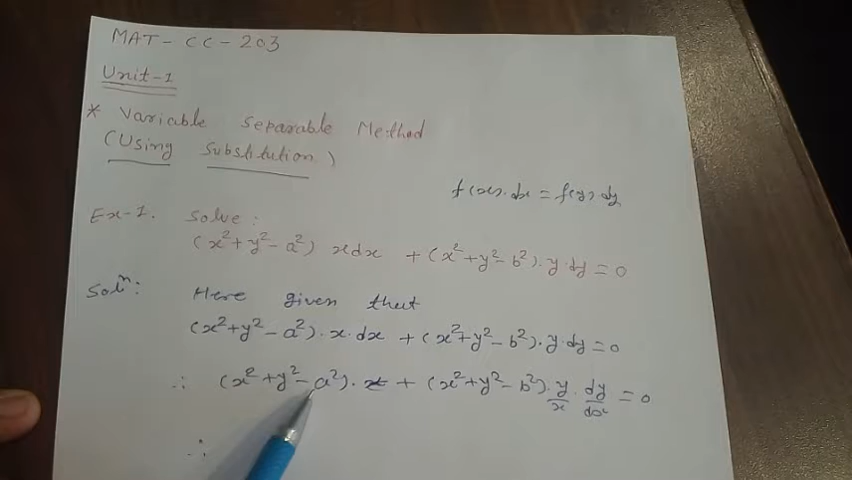 MAT - CC - 203
Unit-1
* Variable Separable Method
(Using Substitution)
f(x).dx = f(y).dy
Ex-1. Solve:
(x²+y²-a²) xdx + (x²+y²-b²).y.dy = 0
Solⁿ: Here given that
(x²+y²-a²).x.dx + (x²+y²-b²).y.dy = 0
∴ (x²+y²-a²). + (x²+y²-b²).y/x . dy/dx = 0
∴